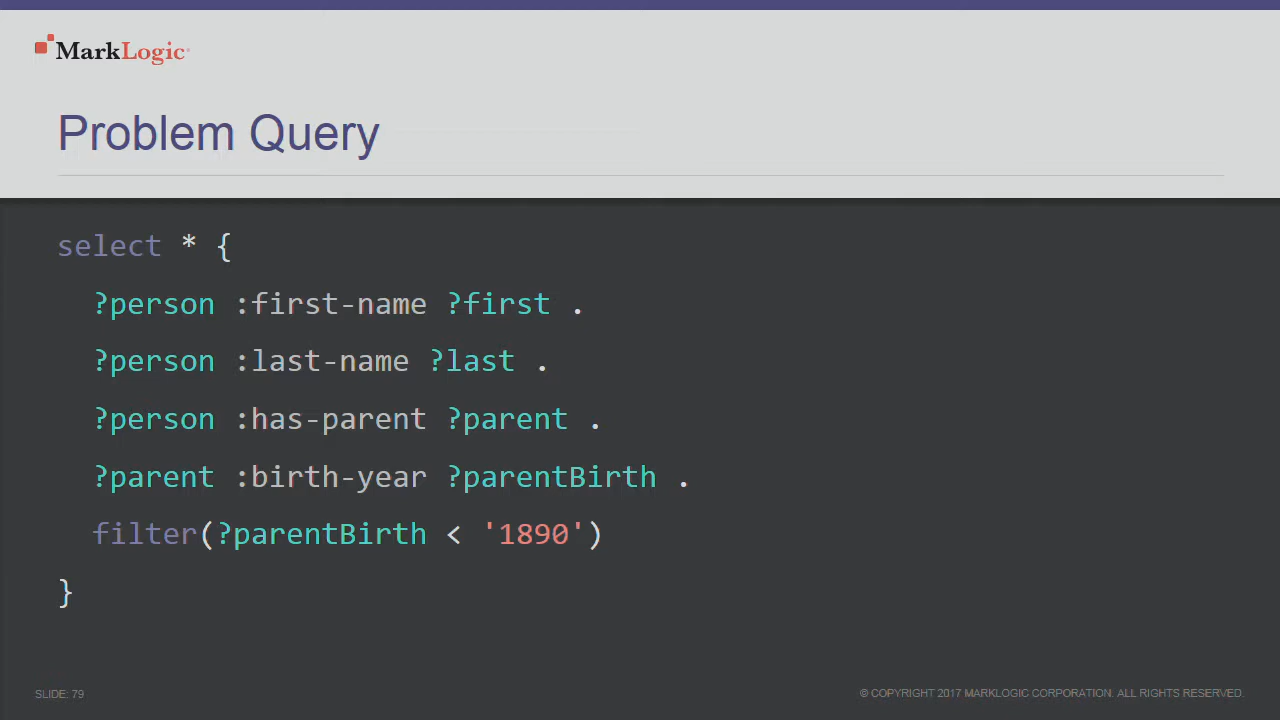 MarkLogic
Problem Query
select * {
?person :first-name ?first .
?person :last-name ?last .
?person :has-parent ?parent .
?parent :birth-year ?parentBirth .
filter(?parentBirth < '1890')
}
SLIDE: 79
© COPYRIGHT 2017 MARKLOGIC CORPORATION. ALL RIGHTS RESERVED.